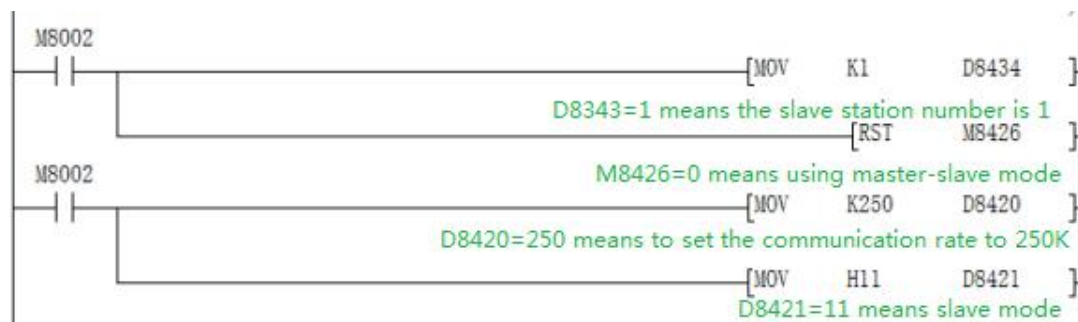 M8002
[MOV K1 D8434 ]
D8343=1 means the slave station number is 1
[RST M8426 ]
M8002
M8426=0 means using master-slave mode
[MOV K250 D8420 ]
D8420=250 means to set the communication rate to 250K
[MOV H11 D8421 ]
D8421=11 means slave mode